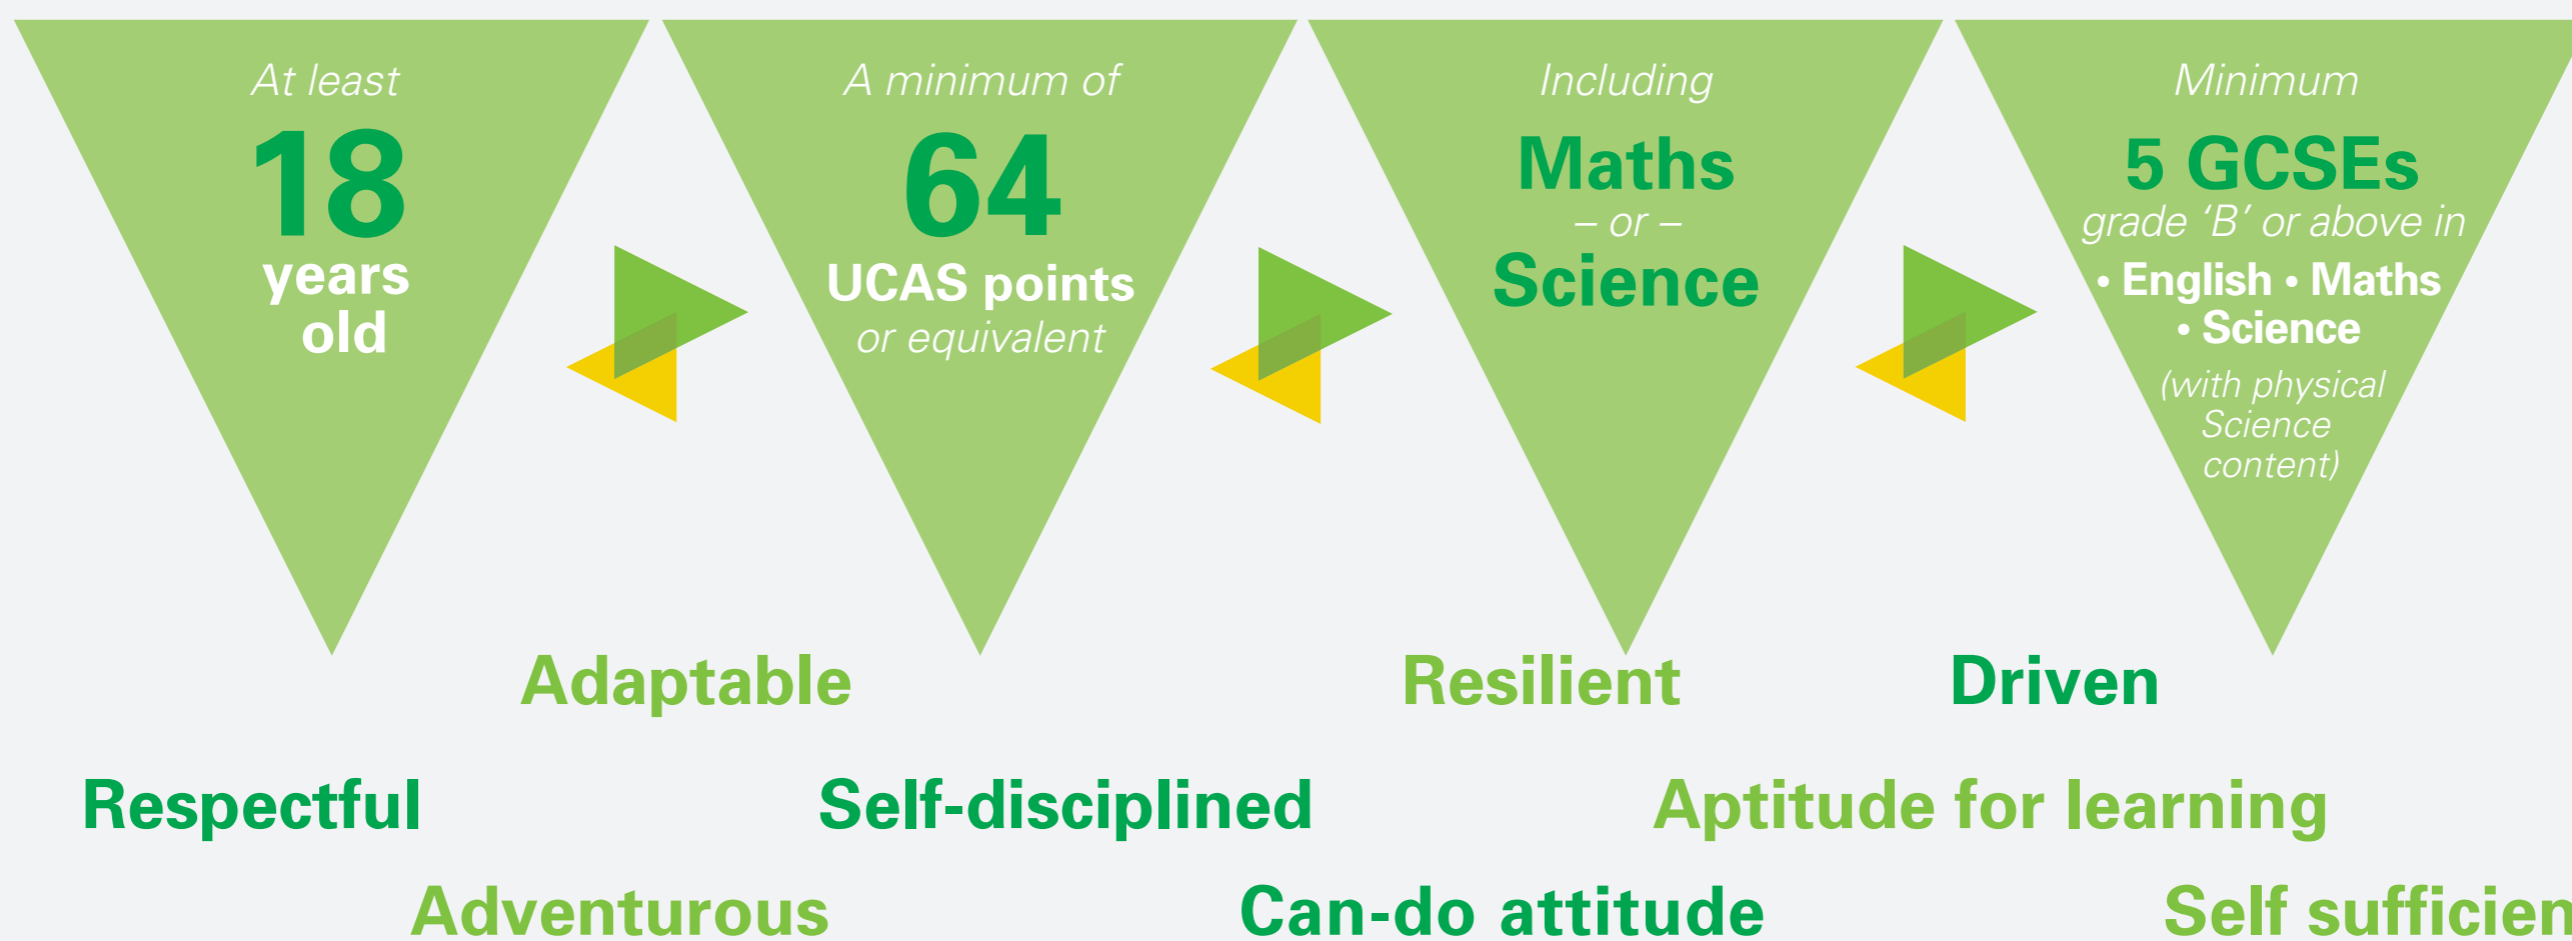 At least
18
years
old
A minimum of
64
UCAS points
or equivalent
Including
Maths
– or –
Science
Minimum
5 GCSEs
grade ‘B’ or above in
• English • Maths
• Science
(with physical
Science
content)
Adaptable Resilient Driven
Respectful Self-disciplined Aptitude for learning
Adventurous Can-do attitude Self sufficien